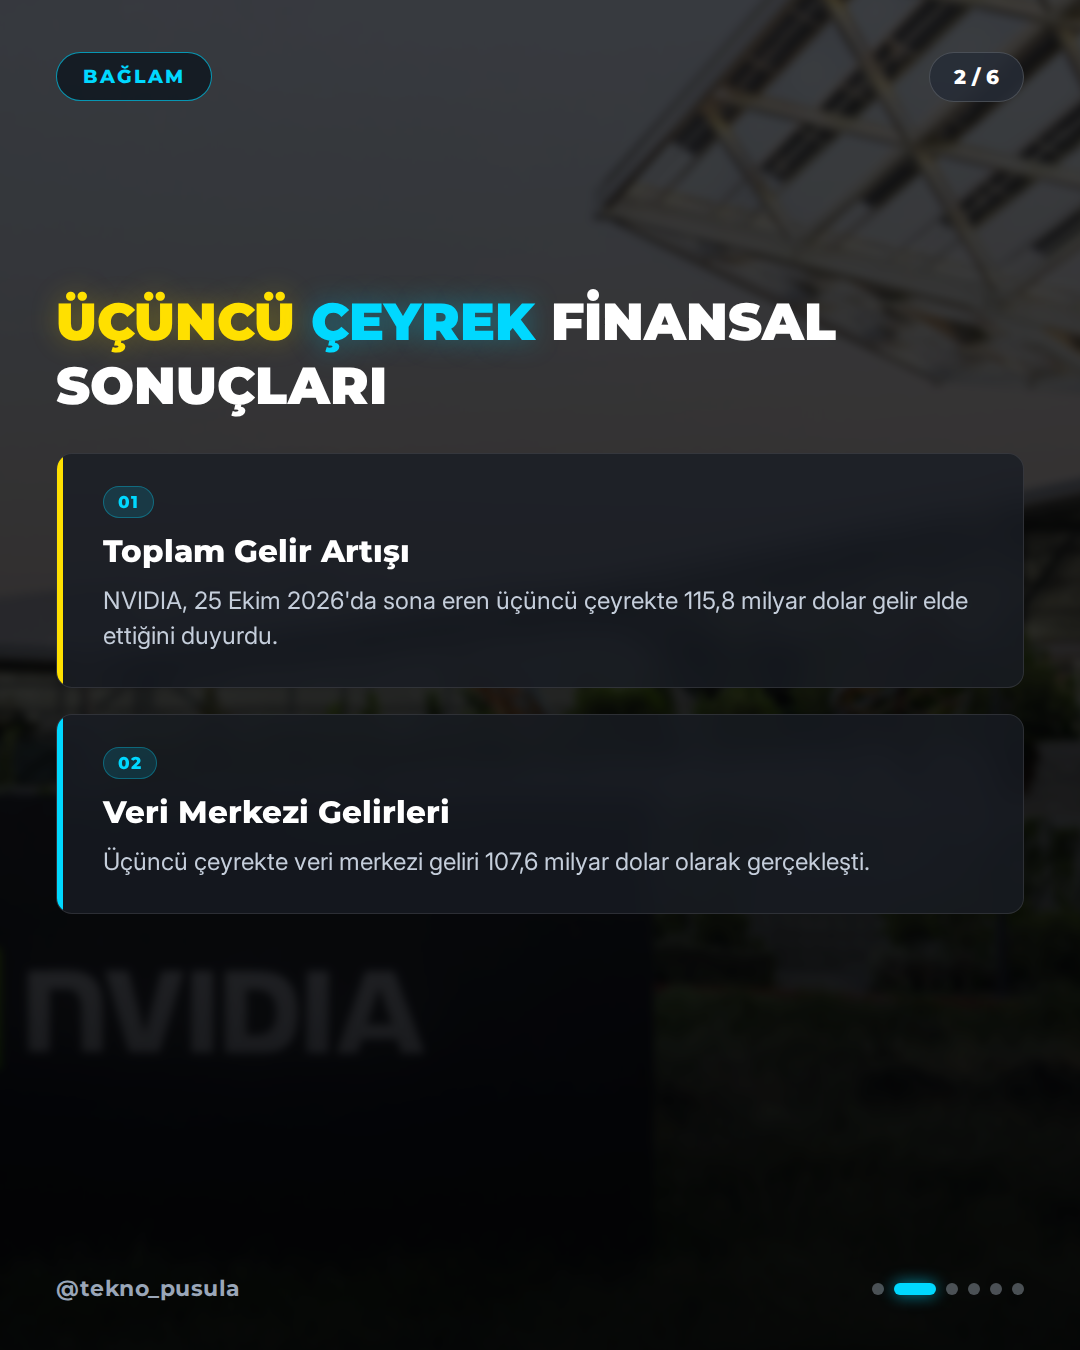 BAĞLAM
2 / 6
ÜÇÜNCÜ ÇEYREK FİNANSAL
SONUÇLARI
01
Toplam Gelir Artışı
NVIDIA, 25 Ekim 2026'da sona eren üçüncü çeyrekte 115,8 milyar dolar gelir elde
ettiğini duyurdu.
02
Veri Merkezi Gelirleri
Üçüncü çeyrekte veri merkezi geliri 107,6 milyar dolar olarak gerçekleşti.
NVIDIA
@tekno_pusula